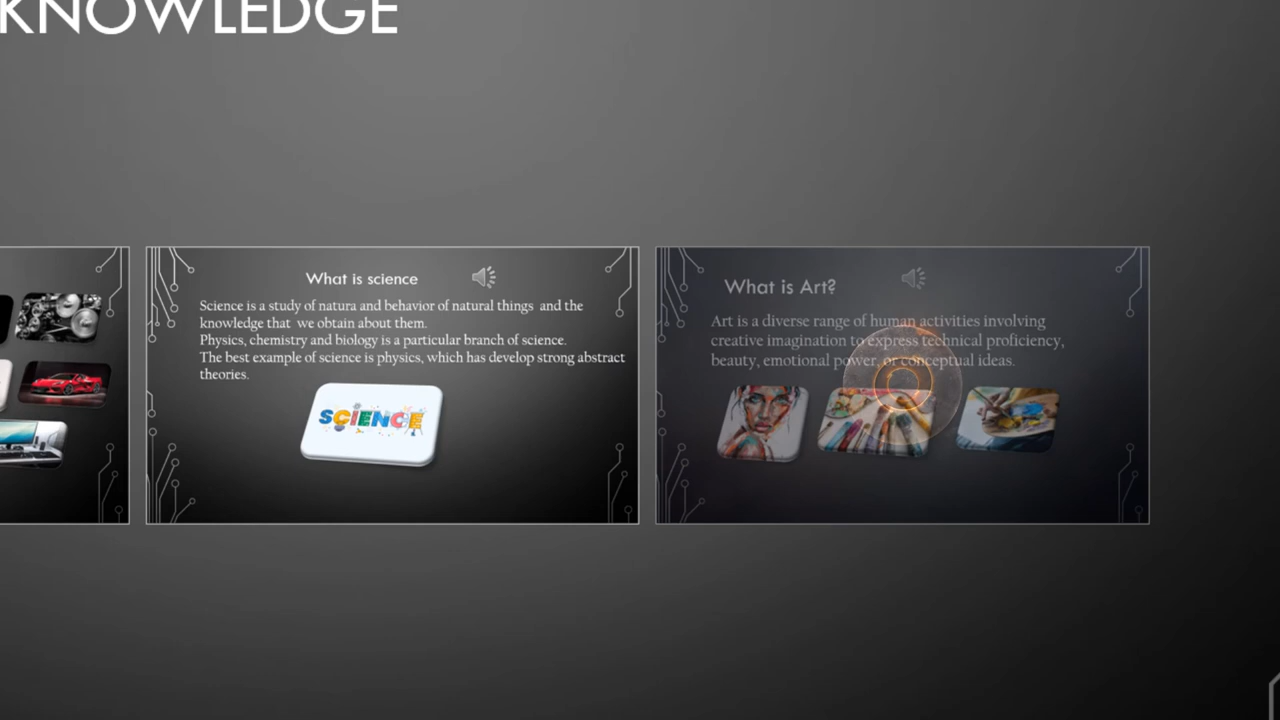 KNOWLEDGE
What is science
Science is a study of natura and behavior of natural things and the
knowledge that we obtain about them.
Physics, chemistry and biology is a particular branch of science.
The best example of science is physics, which has develop strong abstract
theories.
SCIENCE
What is Art?
Art is a diverse range of human activities involving
creative imagination to express technical proficiency,
beauty, emotional power, or conceptual ideas.